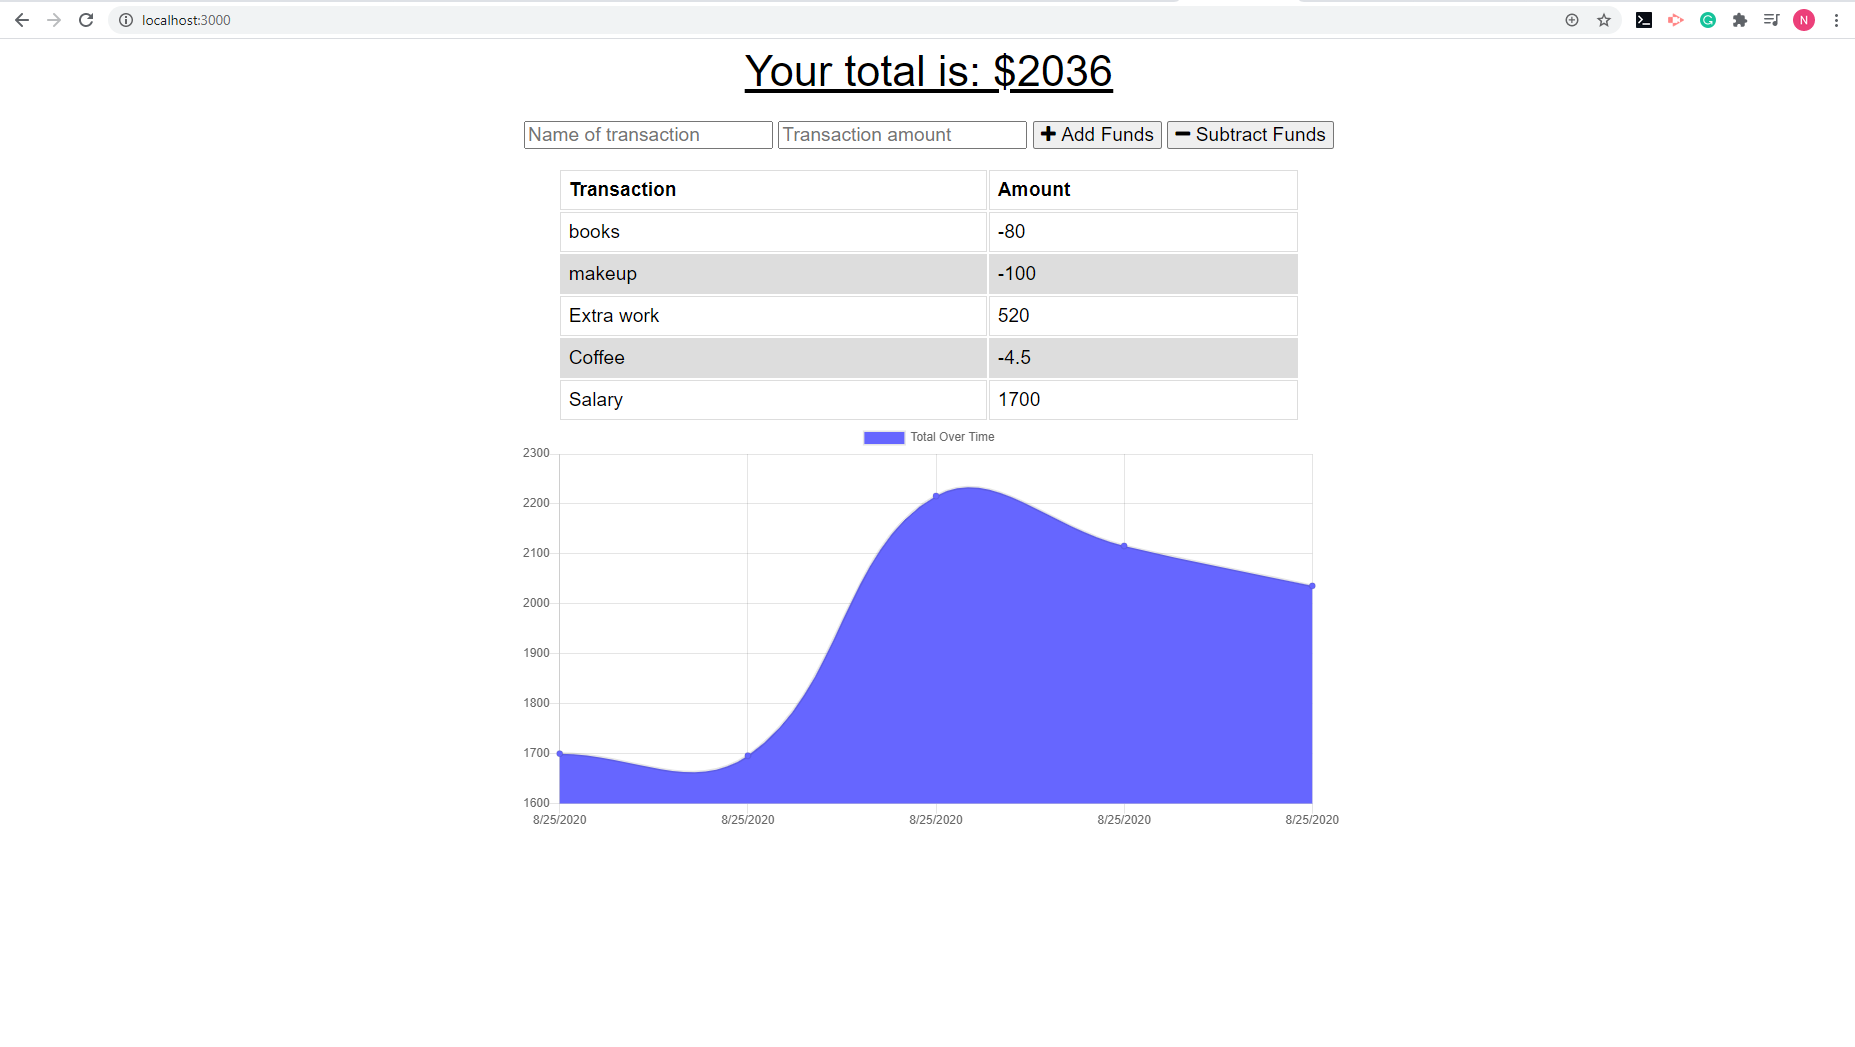 localhost:3000
N
Your total is: $2036
Name of transaction Transaction amount Add Funds Subtract Funds
Transaction Amount
books -80
makeup -100
Extra work 520
Coffee -4.5
Salary 1700
Total Over Time
2300
2200
2100
2000
1900
1800
1700
1600
8/25/2020 8/25/2020 8/25/2020 8/25/2020 8/25/2020